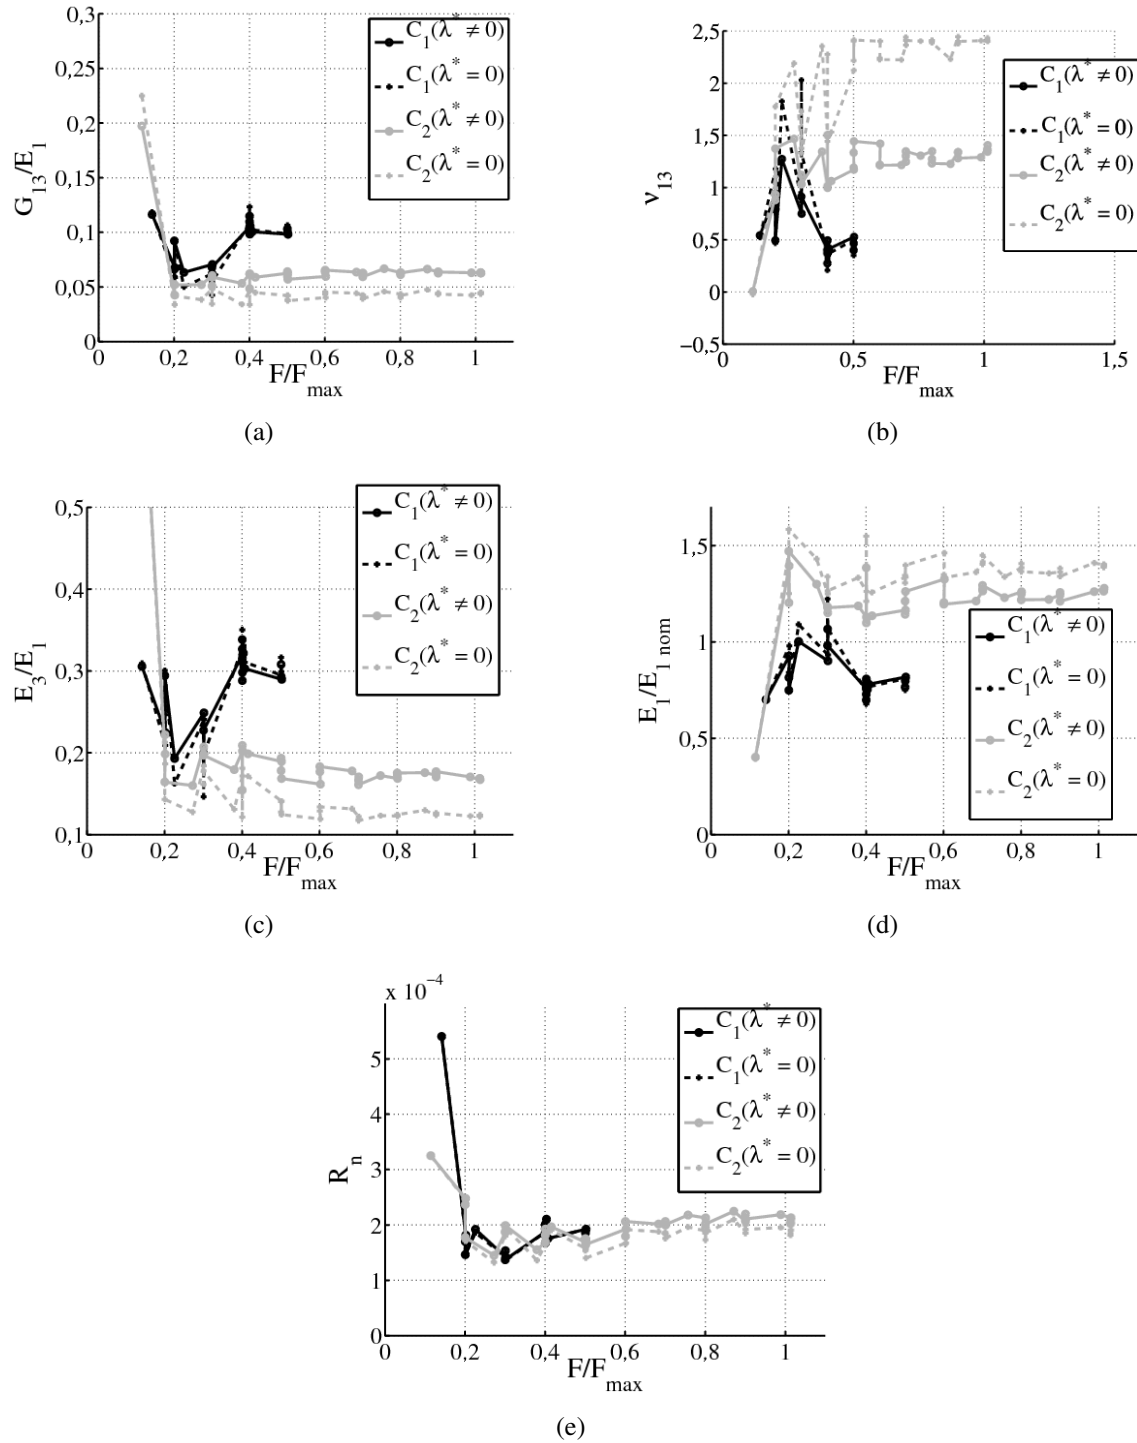 0,3
0,25
0,2
0,15
0,1
0,05
0
G13/E1
0 0,2 0,4 0,6 0,8 1
F/Fmax
C1(λ* ≠ 0)
C1(λ* = 0)
C2(λ* ≠ 0)
C2(λ* = 0)
(a)
2,5
2
1,5
1
0,5
0
−0,5
ν13
0 0,5 1 1,5
F/Fmax
C1(λ* ≠ 0)
C1(λ* = 0)
C2(λ* ≠ 0)
C2(λ* = 0)
(b)
0,5
0,4
0,3
0,2
0,1
E3/E1
0 0,2 0,4 0,6 0,8 1
F/Fmax
C1(λ* ≠ 0)
C1(λ* = 0)
C2(λ* ≠ 0)
C2(λ* = 0)
(c)
1,5
1
0,5
0
E1/E1 nom
0 0,2 0,4 0,6 0,8 1
F/Fmax
C1(λ* ≠ 0)
C1(λ* = 0)
C2(λ* ≠ 0)
C2(λ* = 0)
(d)
x 10−4
5
4
3
2
1
0
Rn
0 0,2 0,4 0,6 0,8 1
F/Fmax
C1(λ* ≠ 0)
C1(λ* = 0)
C2(λ* ≠ 0)
C2(λ* = 0)
(e)